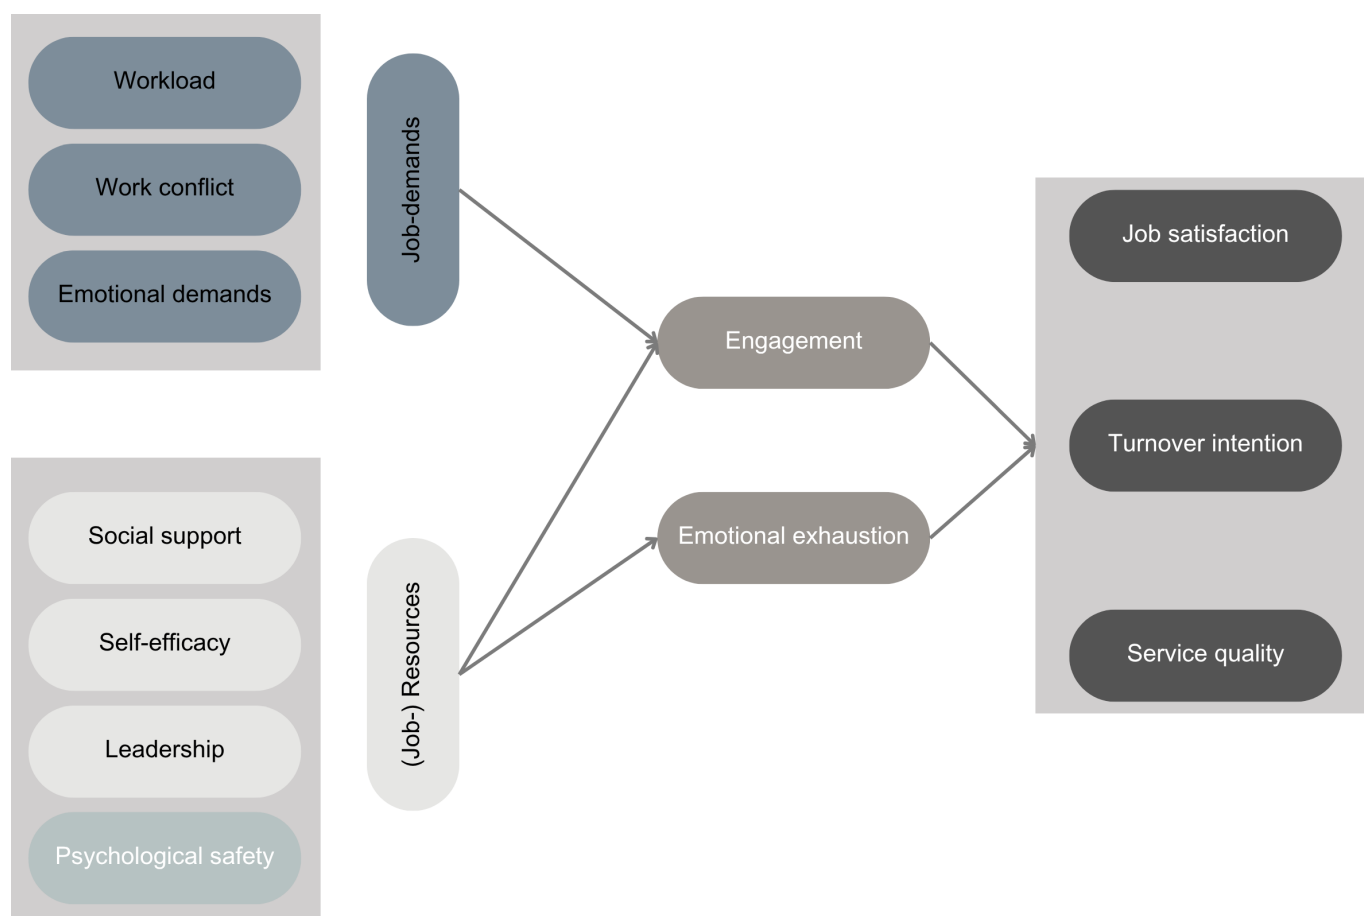 Workload
Work conflict
Emotional demands
Job-demands
Social support
Self-efficacy
Leadership
Psychological safety
(Job-) Resources
Engagement
Emotional exhaustion
Job satisfaction
Turnover intention
Service quality